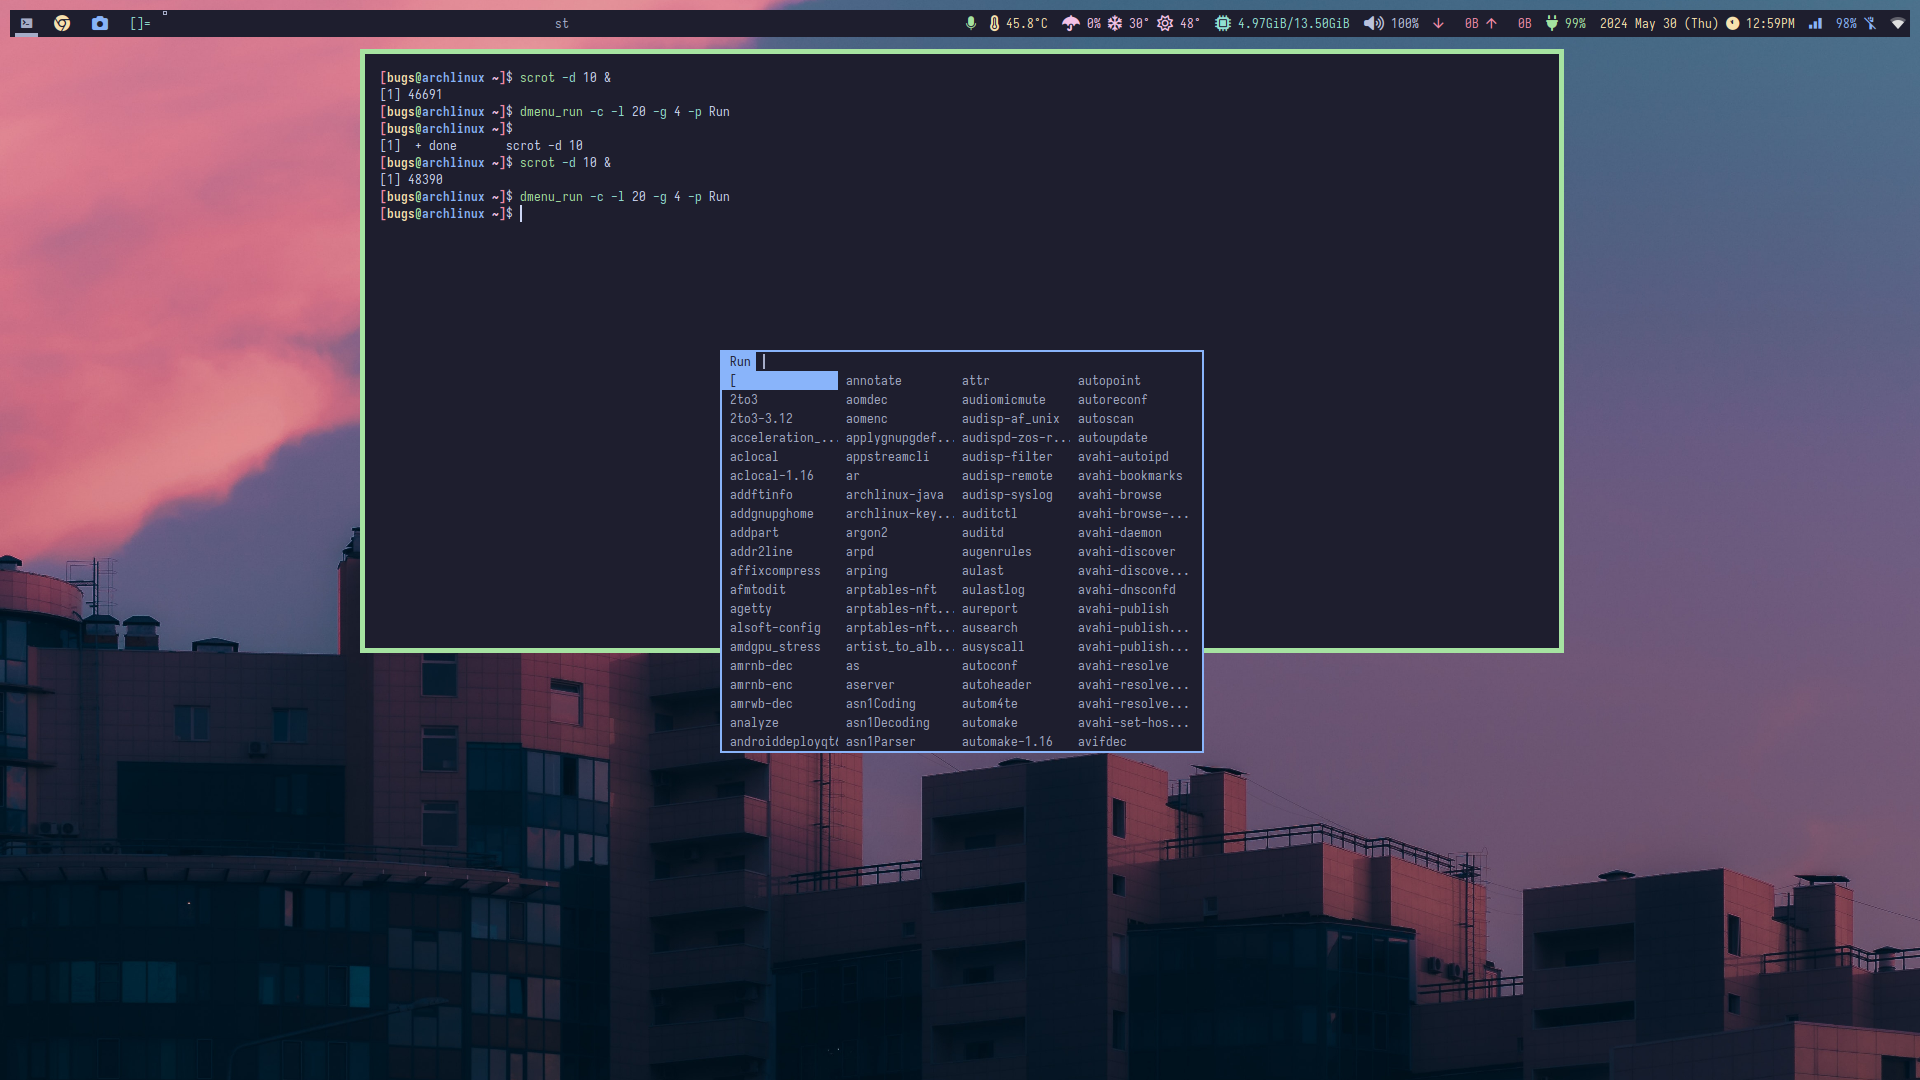 []= st 45.8°C 0% 30° 48° 4.97GiB/13.50GiB 100% 0B 0B 99% 2024 May 30 (Thu) 12:59PM 98%
[bugs@archlinux ~]$ scrot -d 10 &
[1] 46691
[bugs@archlinux ~]$ dmenu_run -c -l 20 -g 4 -p Run
[bugs@archlinux ~]$
[1]  + done       scrot -d 10
[bugs@archlinux ~]$ scrot -d 10 &
[1] 48390
[bugs@archlinux ~]$ dmenu_run -c -l 20 -g 4 -p Run
[bugs@archlinux ~]$
Run
[ annotate attr autopoint
2to3 aomdec audiomicmute autoreconf
2to3-3.12 aomenc audisp-af_unix autoscan
acceleration_... applygnupgdef... audispd-zos-r... autoupdate
aclocal appstreamcli audisp-filter avahi-autoipd
aclocal-1.16 ar audisp-remote avahi-bookmarks
addftinfo archlinux-java audisp-syslog avahi-browse
addgnupghome archlinux-key... auditctl avahi-browse-...
addpart argon2 auditd avahi-daemon
addr2line arpd augenrules avahi-discover
affixcompress arping aulast avahi-discove...
afmtodit arptables-nft aulastlog avahi-dnsconfd
agetty arptables-nft... aureport avahi-publish
alsoft-config arptables-nft... ausearch avahi-publish...
amdgpu_stress artist_to_alb... ausyscall avahi-publish...
amrnb-dec as autoconf avahi-resolve
amrnb-enc aserver autoheader avahi-resolve...
amrwb-dec asn1Coding autom4te avahi-resolve...
analyze asn1Decoding automake avahi-set-hos...
androiddeployqt6 asn1Parser automake-1.16 avifdec